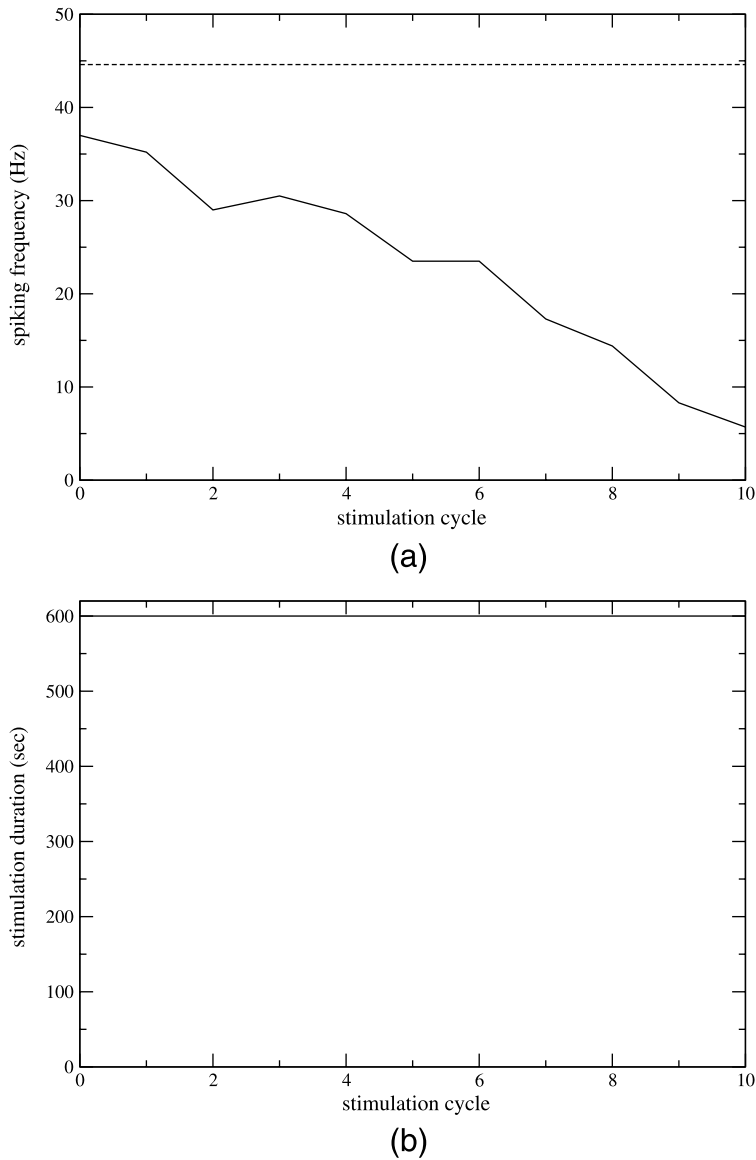 50
40
30
20
10
0
spiking frequency (Hz)
0 2 4 6 8 10
stimulation cycle
(a)
600
500
400
300
200
100
0
stimulation duration (sec)
0 2 4 6 8 10
stimulation cycle
(b)